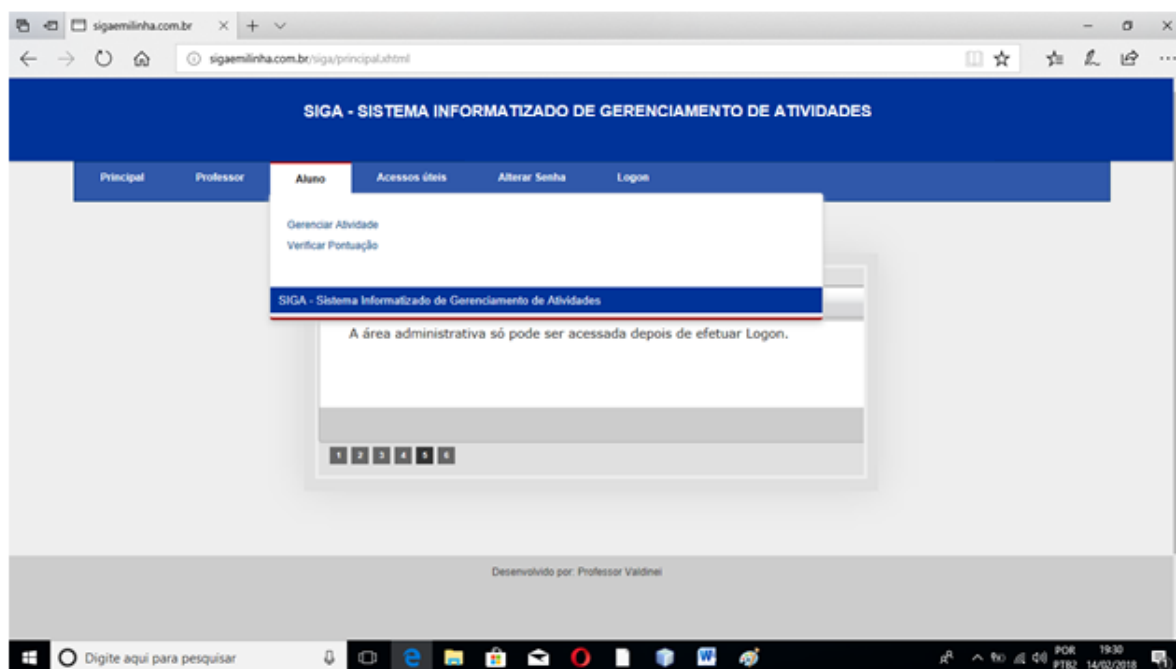 sigaemilinha.com.br
sigaemilinha.com.br/siga/principal.xhtml
SIGA - SISTEMA INFORMATIZADO DE GERENCIAMENTO DE ATIVIDADES
Principal Professor Aluno Acessos úteis Alterar Senha Logon
Gerenciar Atividade
Verificar Pontuação
SIGA - Sistema Informatizado de Gerenciamento de Atividades
A área administrativa só pode ser acessada depois de efetuar Logon.
1 2 3 4 5 6
Desenvolvido por: Professor Valdinei
Digite aqui para pesquisar
POR 19:30
PTB2 14/02/2018